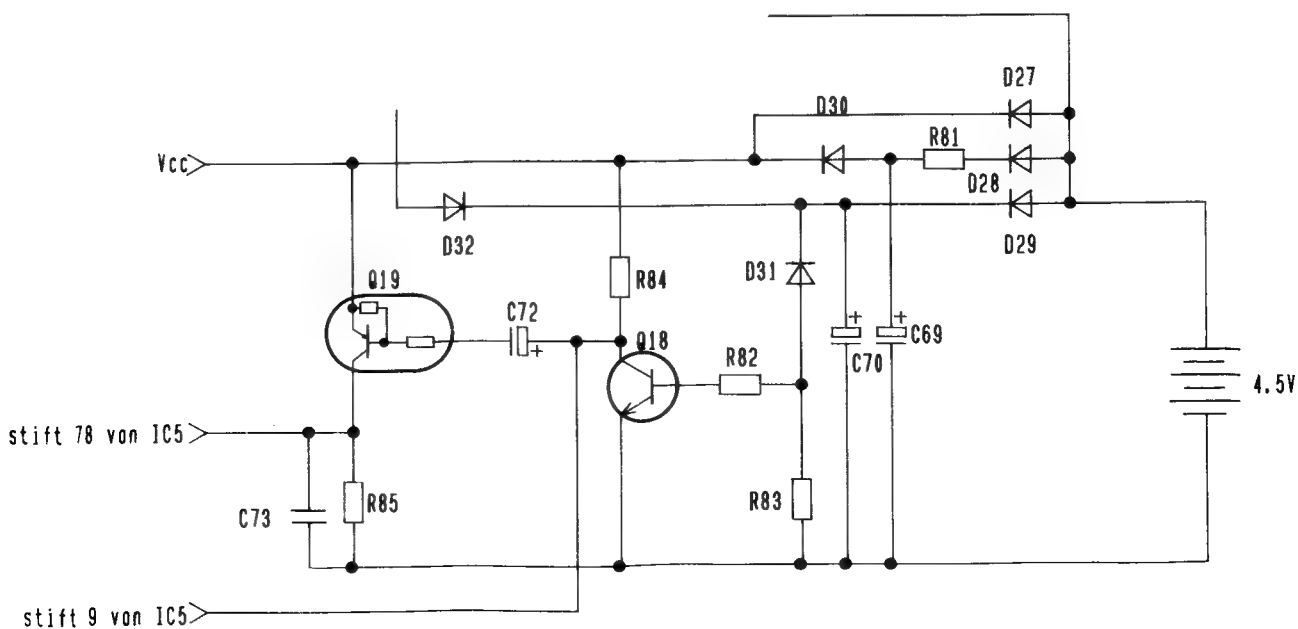 D27
D30
R81
Vcc
D28
D32
D29
D31
R84
Q19
C72
Q18
R82
C70
C69
4.5V
stift 78 von IC5
C73
R85
R83
stift 9 von IC5